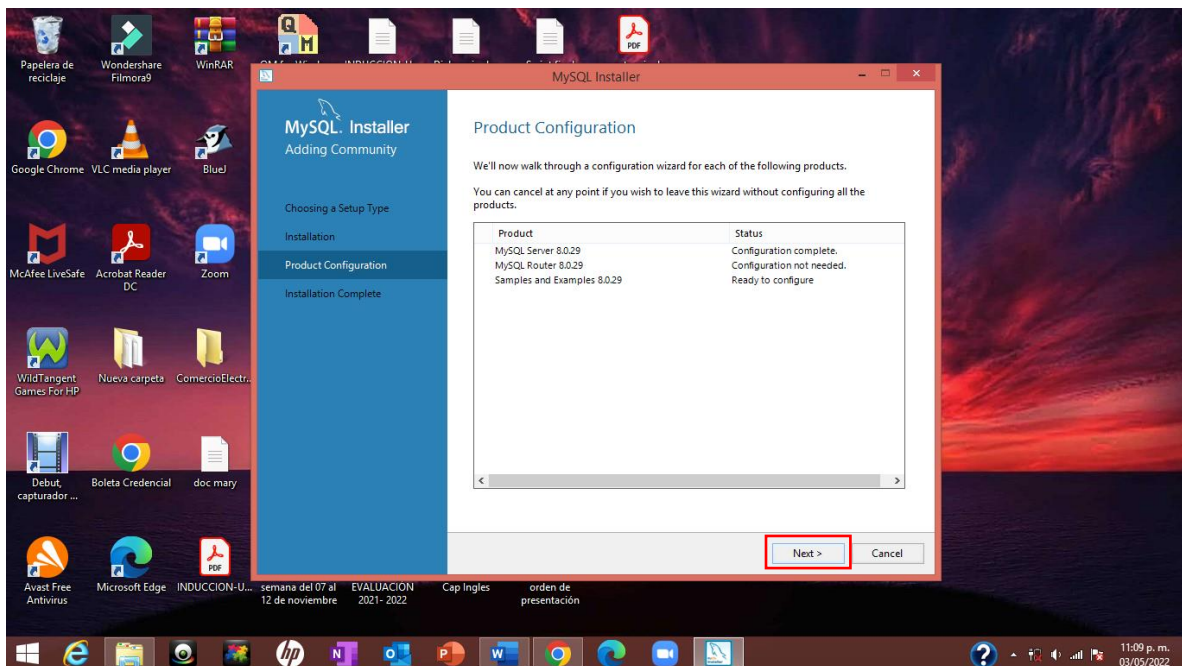 Papelera de
reciclaje
Wondershare
Filmora9
WinRAR
MySQL Installer
MySQL. Installer
Adding Community
Choosing a Setup Type
Installation
Product Configuration
Installation Complete
Product Configuration
We'll now walk through a configuration wizard for each of the following products.
You can cancel at any point if you wish to leave this wizard without configuring all the
products.
Product Status
MySQL Server 8.0.29 Configuration complete.
MySQL Router 8.0.29 Configuration not needed.
Samples and Examples 8.0.29 Ready to configure
Next >
Cancel
Google Chrome
VLC media player
BlueJ
McAfee LiveSafe
Acrobat Reader
DC
Zoom
WildTangent
Games For HP
Nueva carpeta
ComercioElectr...
Debut,
capturador ...
Boleta Credencial
doc mary
Avast Free
Antivirus
Microsoft Edge
INDUCCION-U...
semana del 07 al
12 de noviembre
EVALUACION
2021- 2022
Cap Ingles
orden de
presentación
PDF
PDF
11:09 p. m.
03/05/2022